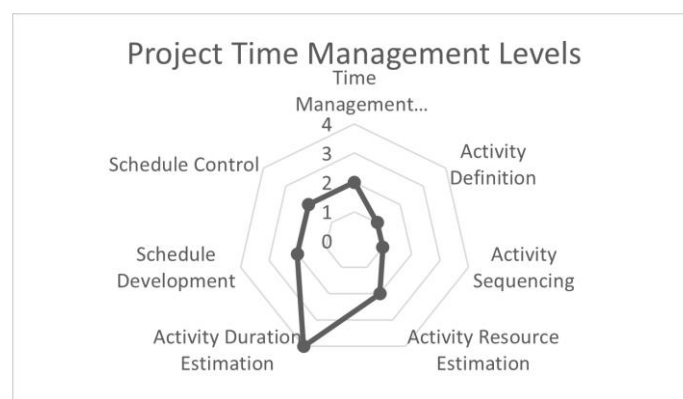 Project Time Management Levels
Time
Management...
4
3
2
1
0
Activity
Definition
Activity
Sequencing
Activity Resource
Estimation
Activity Duration
Estimation
Schedule
Development
Schedule Control